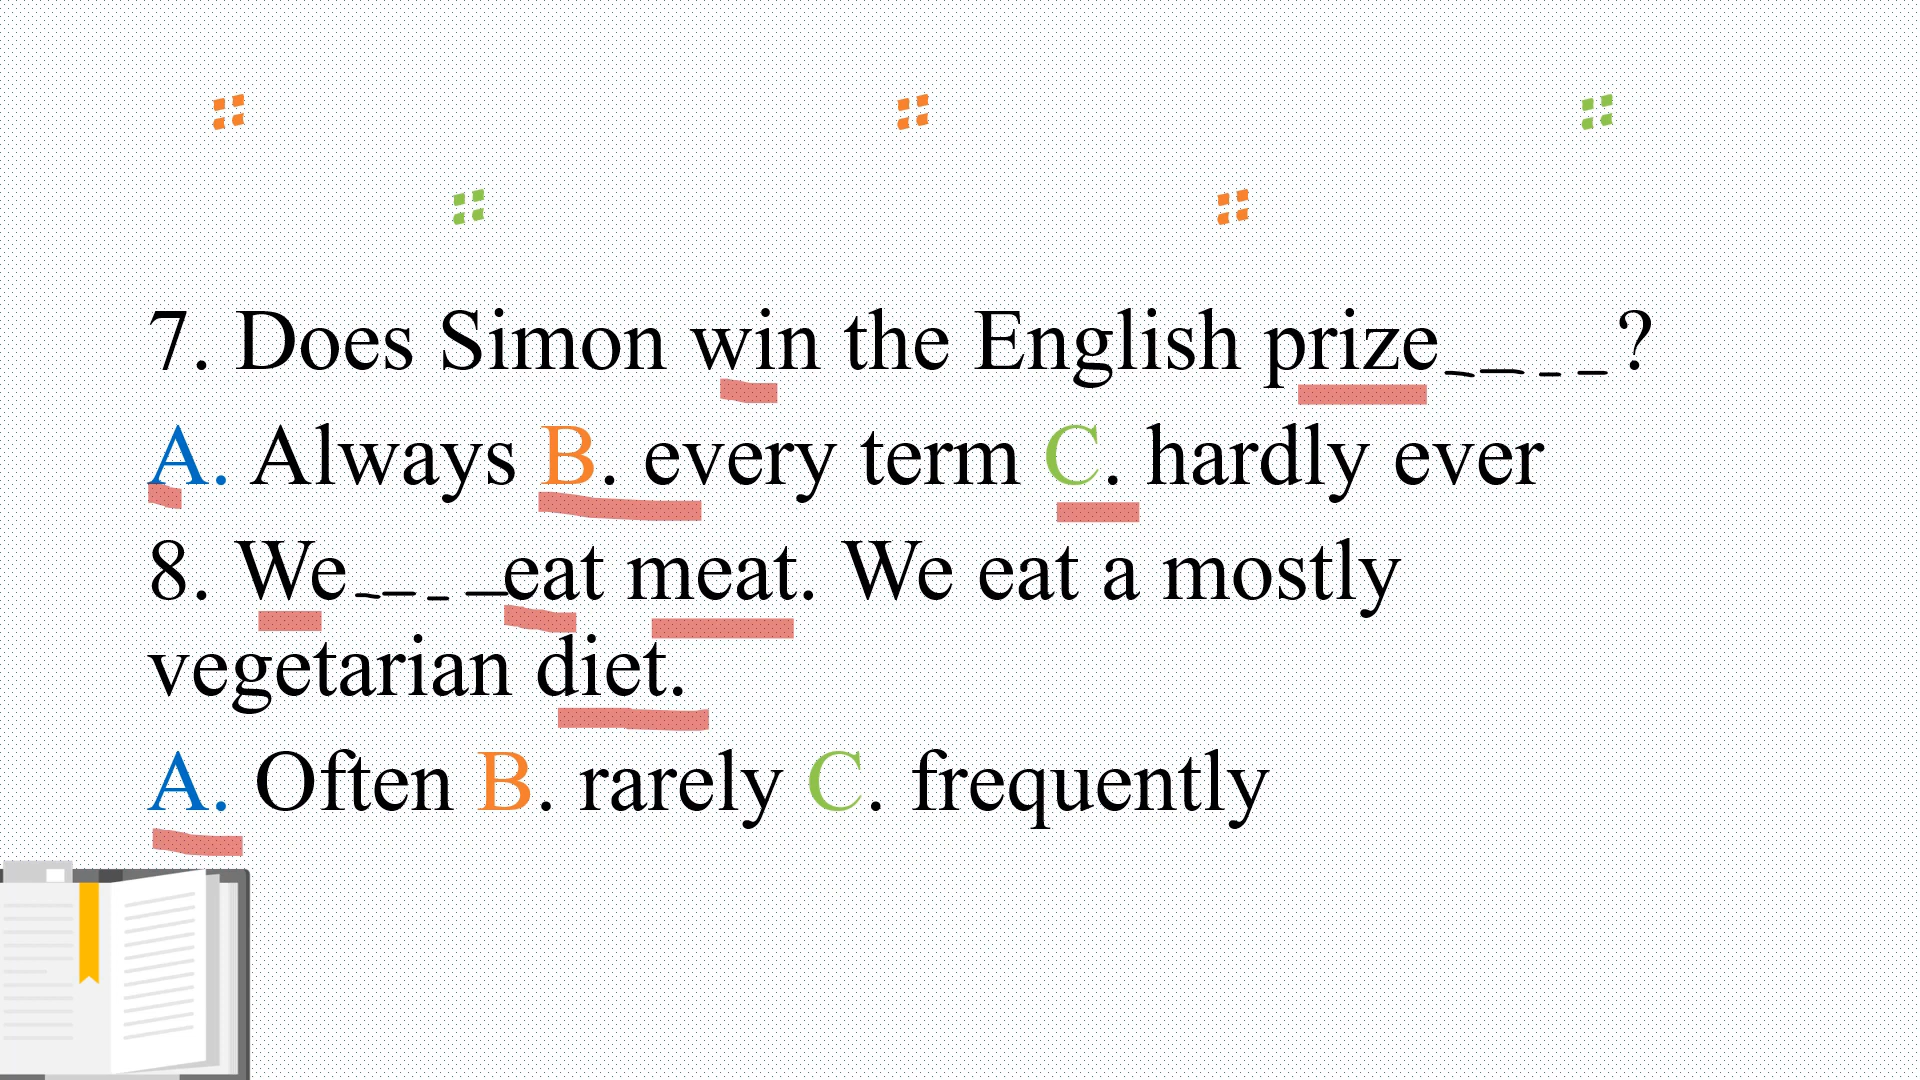 7. Does Simon win the English prize____?
A. Always B. every term C. hardly ever
8. We____eat meat. We eat a mostly
vegetarian diet.
A. Often B. rarely C. frequently